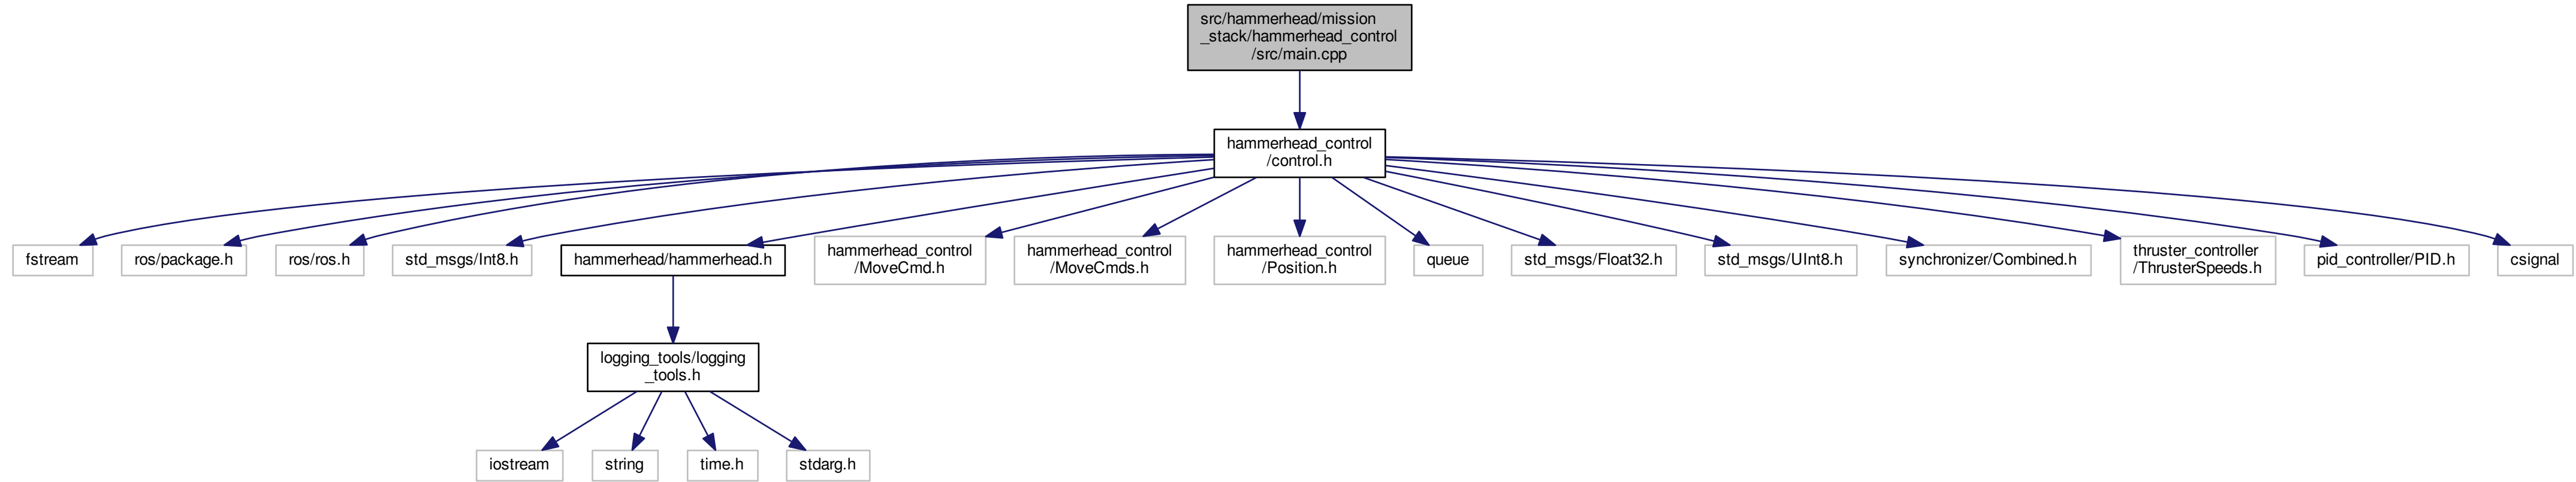 src/hammerhead/mission
_stack/hammerhead_control
/src/main.cpp
hammerhead_control
/control.h
fstream
ros/package.h
ros/ros.h
std_msgs/Int8.h
hammerhead/hammerhead.h
hammerhead_control
/MoveCmd.h
hammerhead_control
/MoveCmds.h
hammerhead_control
/Position.h
queue
std_msgs/Float32.h
std_msgs/UInt8.h
synchronizer/Combined.h
thruster_controller
/ThrusterSpeeds.h
pid_controller/PID.h
csignal
logging_tools/logging
_tools.h
iostream
string
time.h
stdarg.h